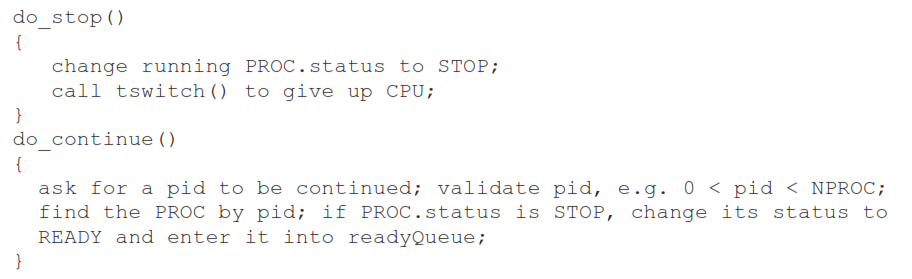 do_stop()
{
change running PROC.status to STOP;
call tswitch() to give up CPU;
}
do_continue()
{
ask for a pid to be continued; validate pid, e.g. 0 < pid < NPROC;
find the PROC by pid; if PROC.status is STOP, change its status to
READY and enter it into readyQueue;
}